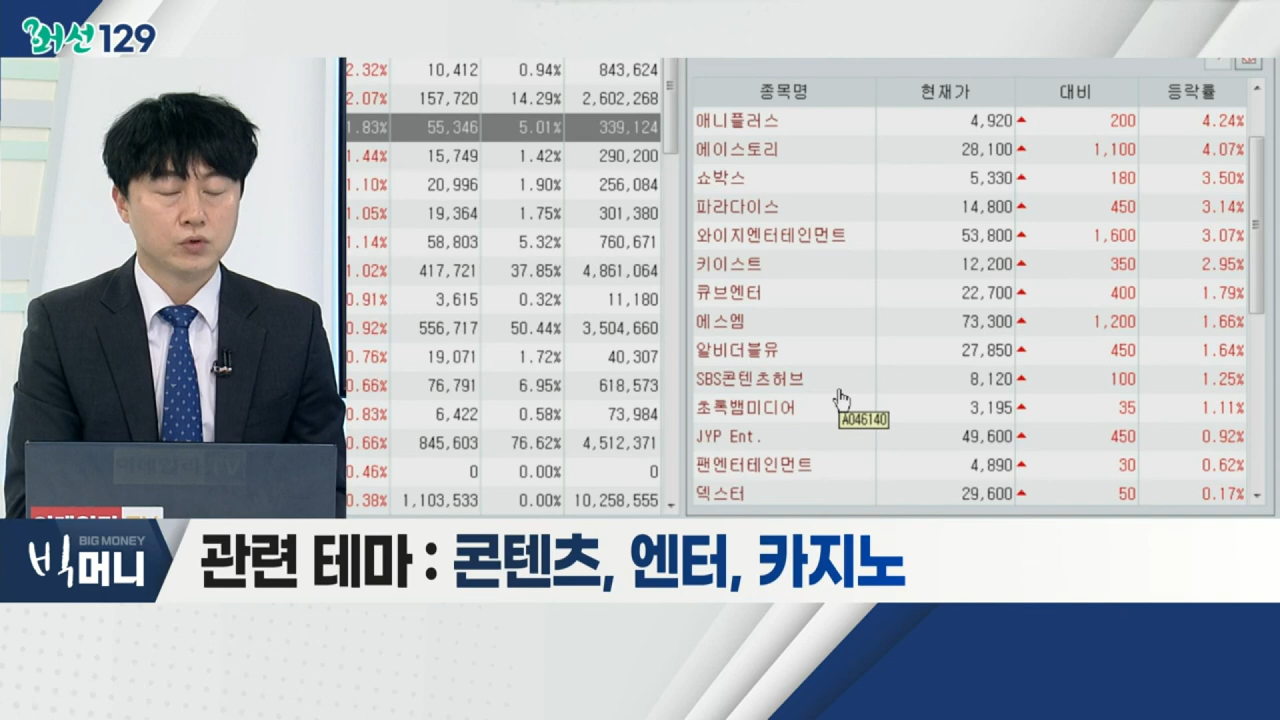 머선129
2.32% 10,412 0.94% 843,624
2.07% 157,720 14.29% 2,602,268
1.83% 55,346 5.01% 339,124
1.44% 15,749 1.42% 290,200
1.10% 20,996 1.90% 256,084
1.05% 19,364 1.75% 301,380
1.14% 58,803 5.32% 760,671
1.02% 417,721 37.85% 4,861,064
0.91% 3,615 0.32% 11,180
0.92% 556,717 50.44% 3,504,660
0.76% 19,071 1.72% 40,307
0.66% 76,791 6.95% 618,573
0.83% 6,422 0.58% 73,984
0.66% 845,603 76.62% 4,512,371
0.46% 0 0.00% 0
0.38% 1,103,533 0.00% 10,258,555
종목명 현재가 대비 등락률
애니플러스 4,920 ▲ 200 4.24%
에이스토리 28,100 ▲ 1,100 4.07%
쇼박스 5,330 ▲ 180 3.50%
파라다이스 14,800 ▲ 450 3.14%
와이지엔터테인먼트 53,800 ▲ 1,600 3.07%
키이스트 12,200 ▲ 350 2.95%
큐브엔터 22,700 ▲ 400 1.79%
에스엠 73,300 ▲ 1,200 1.66%
알비더블유 27,850 ▲ 450 1.64%
SBS콘텐츠허브 8,120 ▲ 100 1.25%
초록뱀미디어 3,195 ▲ 35 1.11%
A046140
JYP Ent. 49,600 ▲ 450 0.92%
팬엔터테인먼트 4,890 ▲ 30 0.62%
덱스터 29,600 ▲ 50 0.17%
BIG MONEY
빅머니
관련 테마 : 콘텐츠, 엔터, 카지노